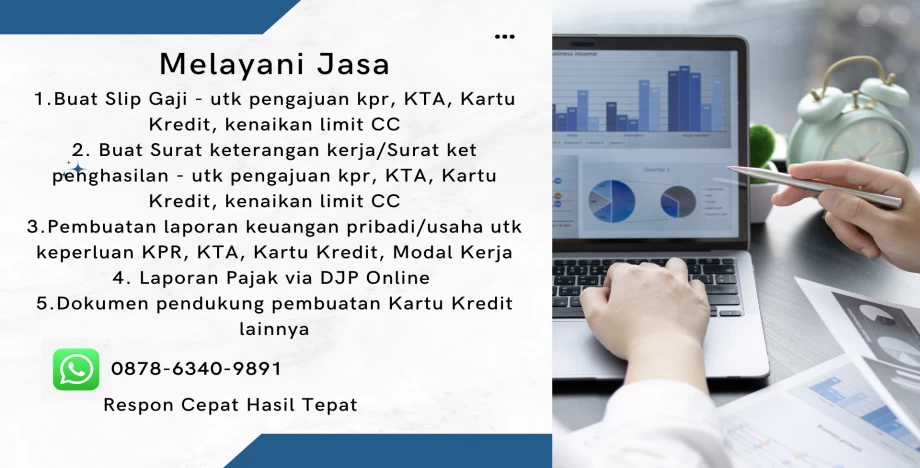 ...
Melayani Jasa
1.Buat Slip Gaji - utk pengajuan kpr, KTA, Kartu
Kredit, kenaikan limit CC
2. Buat Surat keterangan kerja/Surat ket
penghasilan - utk pengajuan kpr, KTA, Kartu
Kredit, kenaikan limit CC
3.Pembuatan laporan keuangan pribadi/usaha utk
keperluan KPR, KTA, Kartu Kredit, Modal Kerja
4. Laporan Pajak via DJP Online
5.Dokumen pendukung pembuatan Kartu Kredit
lainnya
0878-6340-9891
Respon Cepat Hasil Tepat